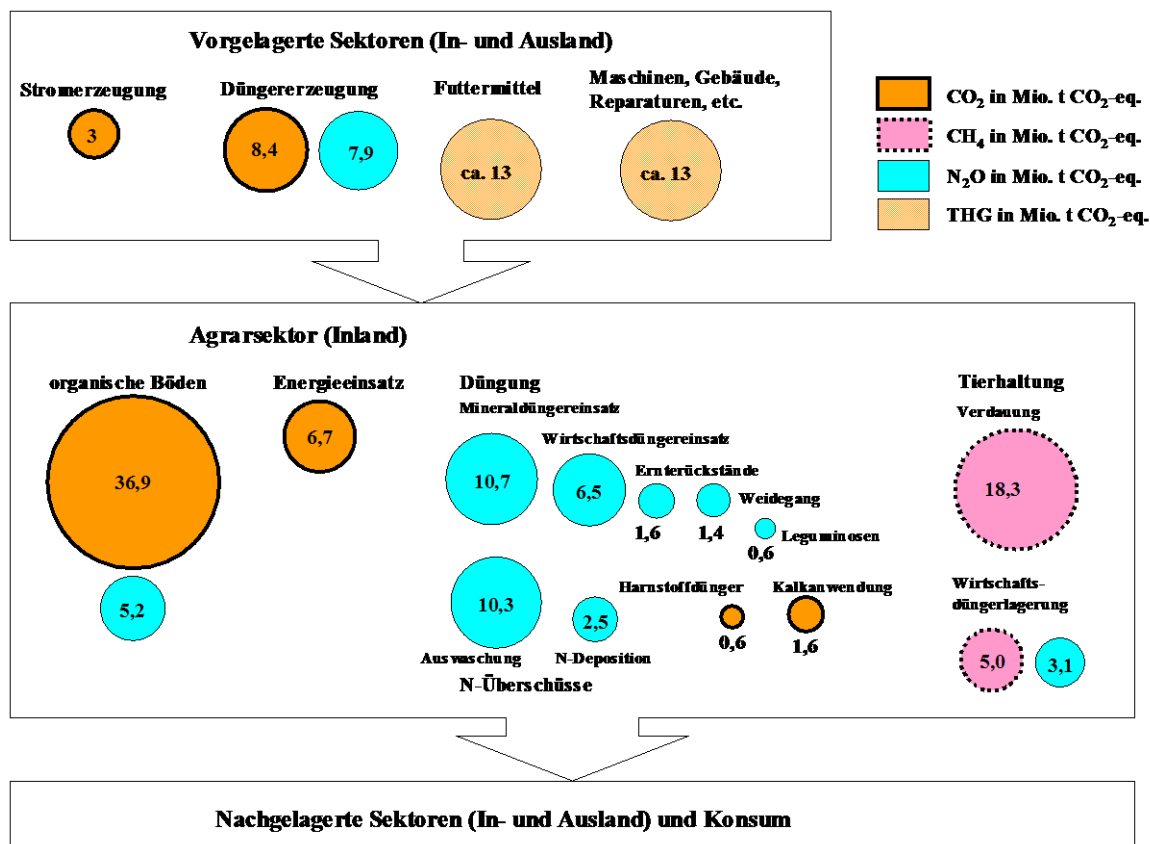 Vorgelagerte Sektoren (In- und Ausland)
Stromerzeugung
Düngererzeugung
Futtermittel
Maschinen, Gebäude,
Reparaturen, etc.
3
8,4
7,9
ca. 13
ca. 13
CO₂ in Mio. t CO₂-eq.
CH₄ in Mio. t CO₂-eq.
N₂O in Mio. t CO₂-eq.
THG in Mio. t CO₂-eq.
Agrarsektor (Inland)
organische Böden
36,9
5,2
Energieeinsatz
6,7
Düngung
Mineraldüngereinsatz
10,7
Wirtschaftsdüngereinsatz
6,5
Ernterückstände
1,6
Weidegang
1,4
Leguminosen
0,6
10,3
Auswaschung
2,5
N-Deposition
N-Überschüsse
Harnstoffdünger
0,6
Kalkanwendung
1,6
Tierhaltung
Verdauung
18,3
Wirtschafts-
düngerlagerung
5,0
3,1
Nachgelagerte Sektoren (In- und Ausland) und Konsum